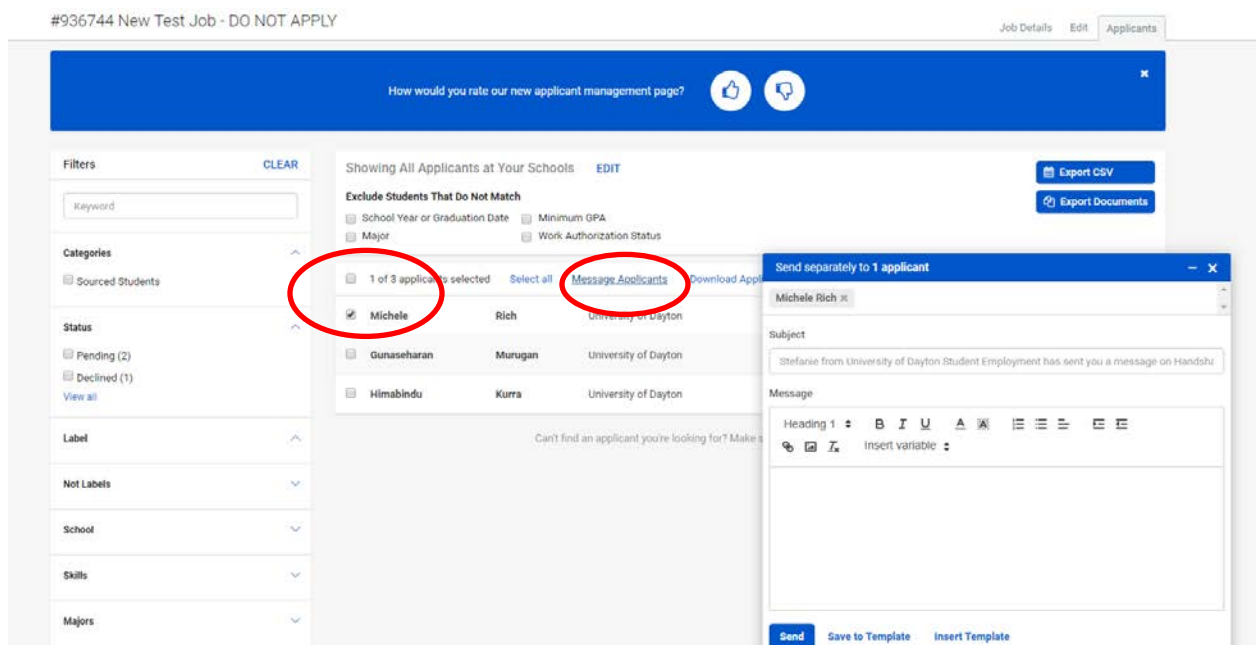 #936744 New Test Job - DO NOT APPLY
Job Details Edit Applicants
How would you rate our new applicant management page?
Filters CLEAR
Keyword
Categories
Sourced Students
Status
Pending (2)
Declined (1)
View all
Label
Not Labels
School
Skills
Majors
Showing All Applicants at Your Schools EDIT
Export CSV
Export Documents
Exclude Students That Do Not Match
School Year or Graduation Date Minimum GPA
Major Work Authorization Status
1 of 3 applicants selected Select all Message Applicants Download Appl
Michele Rich University of Dayton
Gunaseharan Murugan University of Dayton
Himabindu Kurra University of Dayton
Can't find an applicant you're looking for? Make s
Send separately to 1 applicant
Michele Rich
Subject
Stefanie from University of Dayton Student Employment has sent you a message on Handsha
Message
Heading 1 B I U A A
Insert variable
Send Save to Template Insert Template